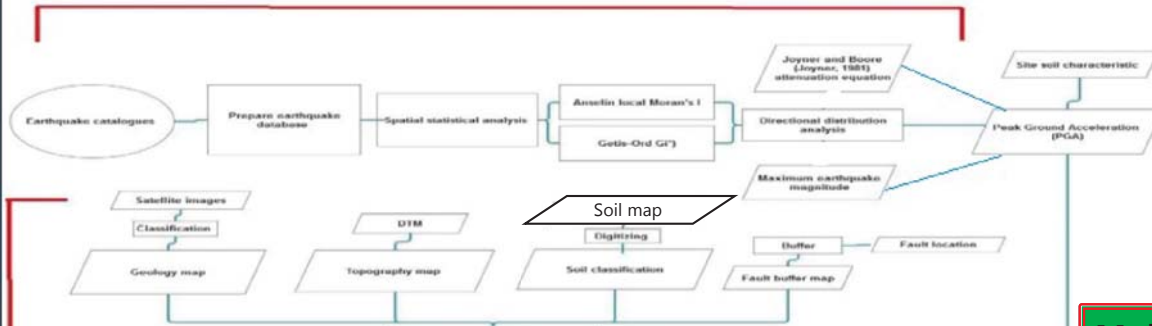 Joyner and Boore
(Joyner, 1981)
attenuation equation
Site soil characteristic
Earthquake catalogues
Prepare earthquake
database
Spatial statistical analysis
Anselin local Moran's I
Getis-Ord Gi*)
Directional distribution
analysis
Peak Ground Acceleration
(PGA)
Maximum earthquake
magnitude
Satellite images
Classification
Geology map
DTM
Topography map
Soil map
Digitizing
Soil classification
Buffer
Fault location
Fault buffer map